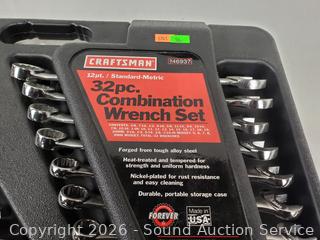 CRAFTSMAN
946937
12pt. / Standard-Metric
32pc.
Combination
Wrench Set
Forged from tough alloy steel
Heat-treated and tempered for
strength and uniform hardness
Nickel-plated for rust resistance
and easy cleaning
Durable, portable storage case
FOREVER
Made in
USA
Copyright 2026 - Sound Auction Service